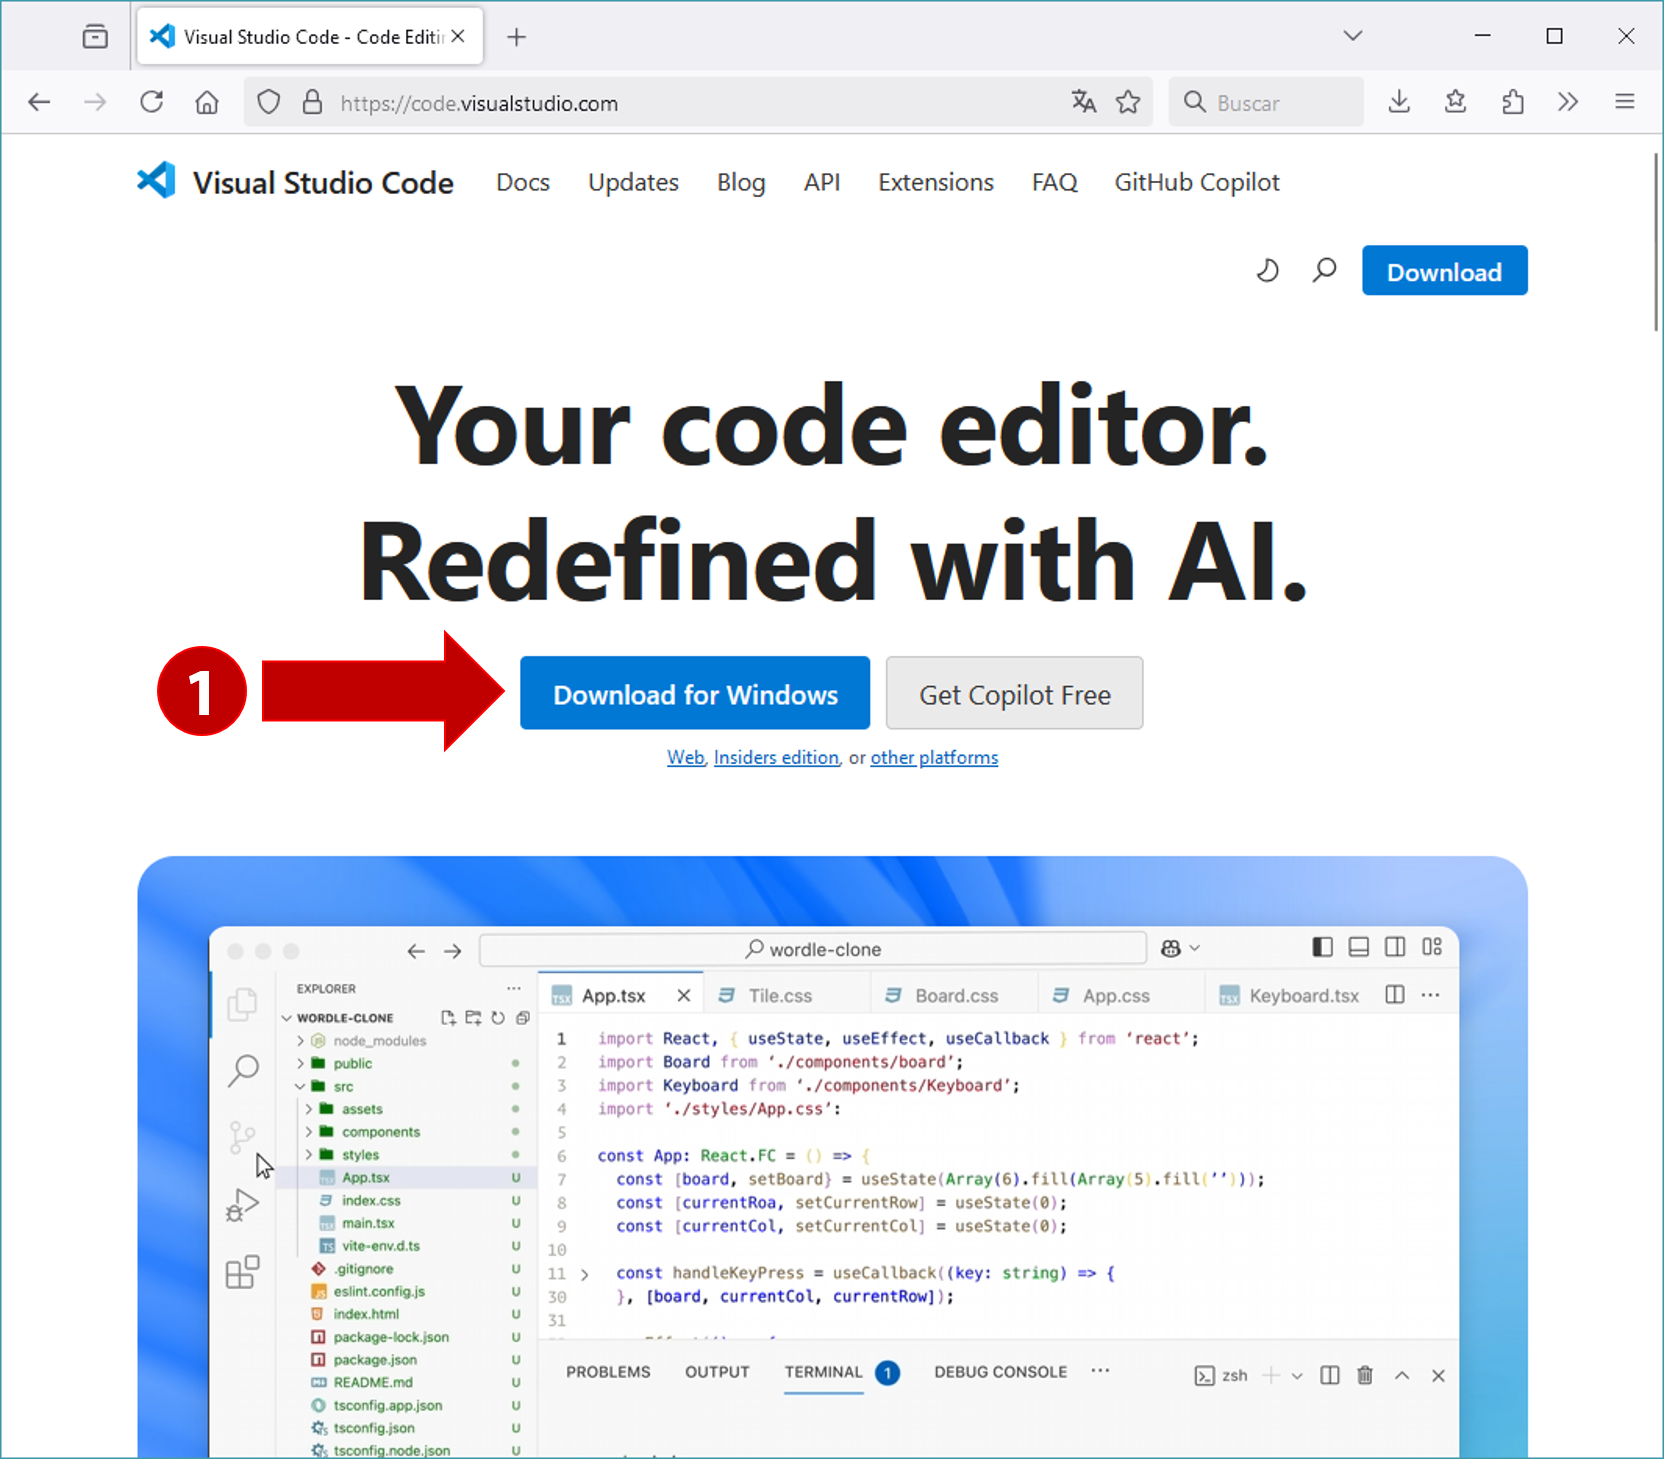 Visual Studio Code - Code Editin
https://code.visualstudio.com
Buscar
Visual Studio Code Docs Updates Blog API Extensions FAQ GitHub Copilot
Download
Your code editor.
Redefined with AI.
1
Download for Windows Get Copilot Free
Web, Insiders edition, or other platforms
wordle-clone
EXPLORER ···
App.tsx Tile.css Board.css App.css Keyboard.tsx ···
WORDLE-CLONE
node_modules
public
src
assets
components
styles
App.tsx U
index.css U
main.tsx U
vite-env.d.ts U
.gitignore U
eslint.config.js U
index.html U
package-lock.json U
package.json U
README.md U
tsconfig.app.json U
tsconfig.json U
tsconfig.node.json U
1 import React, { useState, useEffect, useCallback } from ‘react’;
2 import Board from ‘./components/board’;
3 import Keyboard from ‘./components/Keyboard’;
4 import ‘./styles/App.css’:
5
6 const App: React.FC = () => {
7 const [board, setBoard} = useState(Array(6).fill(Array(5).fill(‘’)));
8 const [currentRoa, setCurrentRow] = useState(0);
9 const [currentCol, setCurrentCol] = useState(0);
10
11 const handleKeyPress = useCallback((key: string) => {
30 }, [board, currentCol, currentRow]);
31
PROBLEMS OUTPUT TERMINAL 1 DEBUG CONSOLE ··· zsh